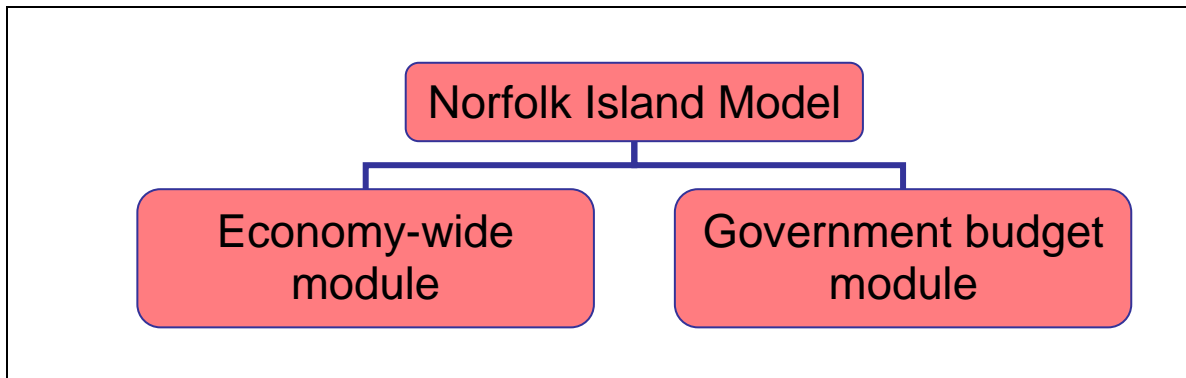 Norfolk Island Model
Economy-wide
module
Government budget
module